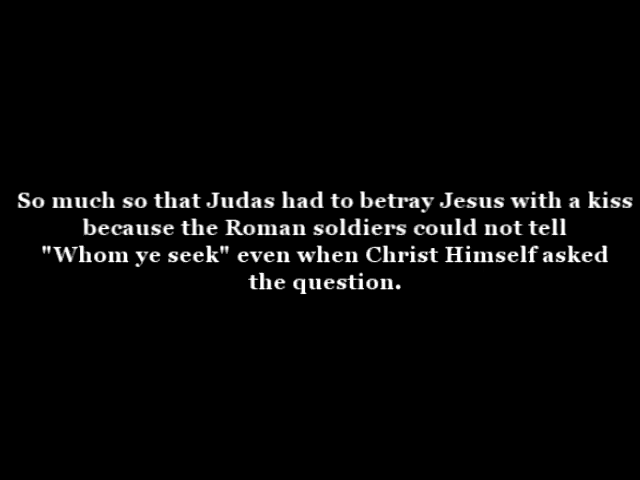 So much so that Judas had to betray Jesus with a kiss
because the Roman soldiers could not tell
"Whom ye seek" even when Christ Himself asked
the question.